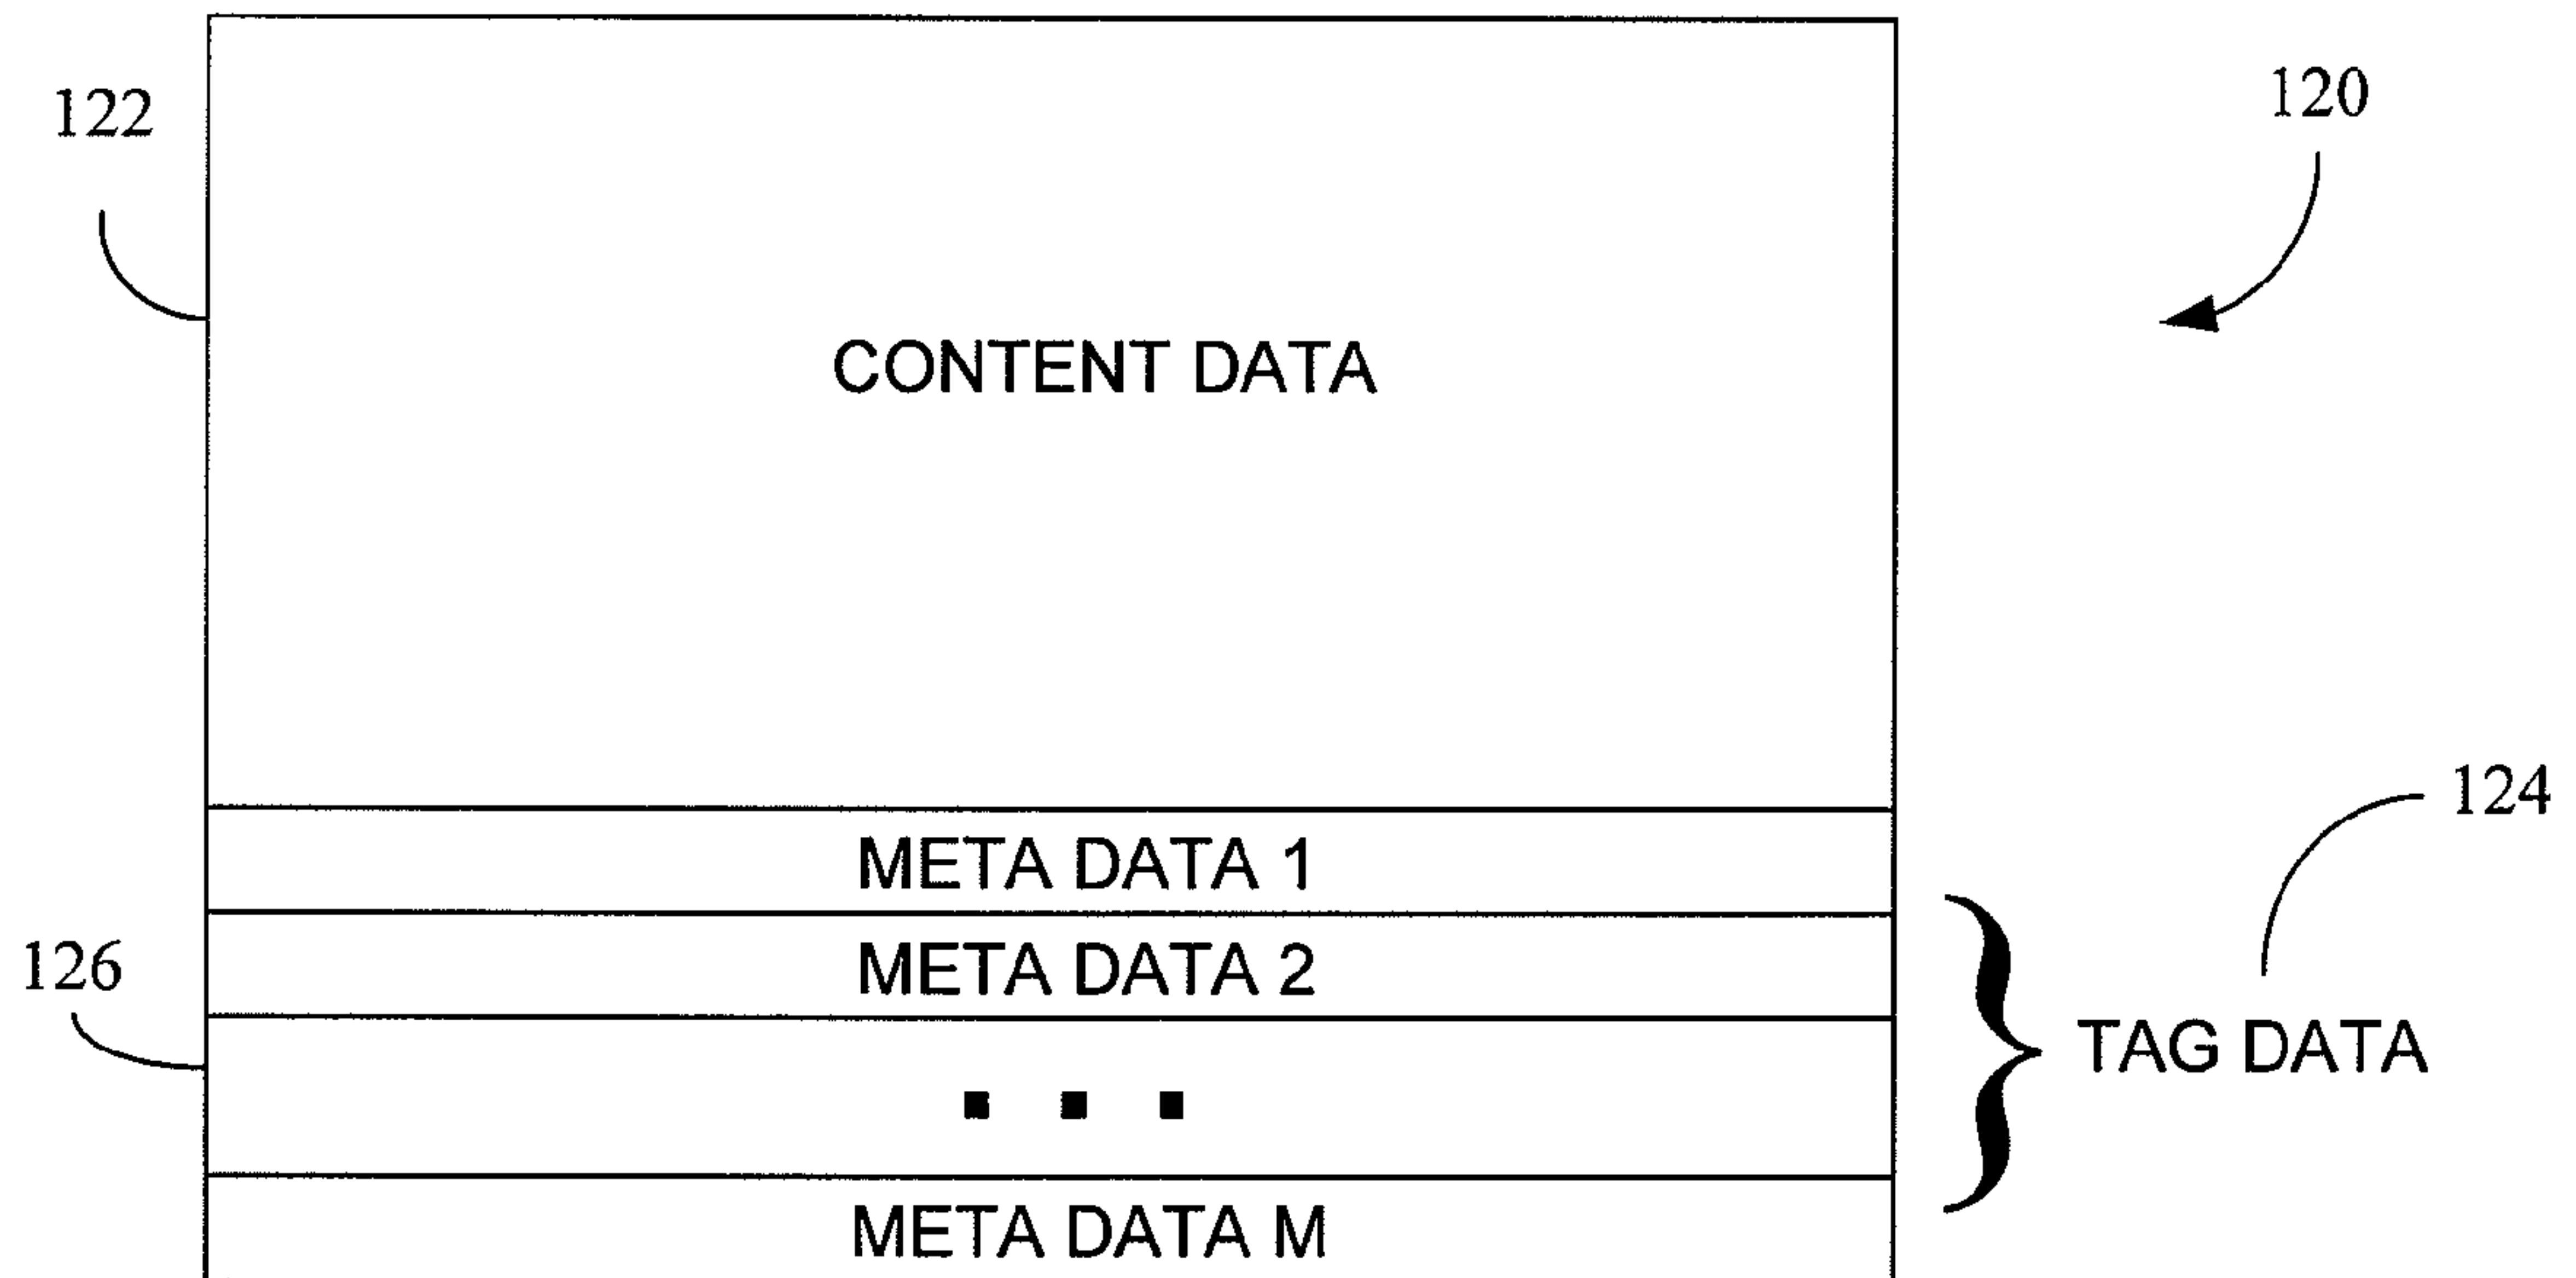 122
120
CONTENT DATA
124
META DATA 1
126
META DATA 2
TAG DATA
META DATA M